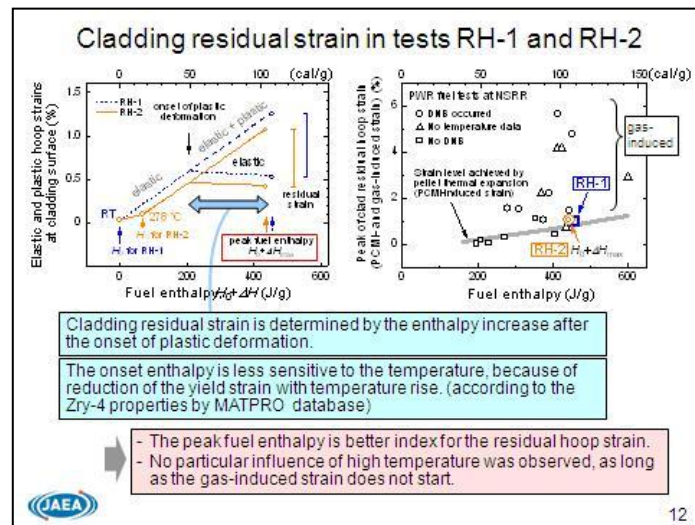 Cladding residual strain in tests RH-1 and RH-2
0 50 100 (cal/g)
RH-1
RH-2
onset of plastic
deformation
elastic + plastic
elastic
elastic
residual
strain
RT
278 °C
for RH-1
for RH-2
peak fuel enthalpy
1.5
1.0
0.5
0.0
0 200 400 600
Elastic and plastic hoop strains
at cladding surface (%)
Fuel enthalpy (J/g)
0 50 100 150 (cal/g)
PWR fuel tests at NSRR
DNB occurred
No temperature data
No DNB
gas-
induced
Strain level achieved by
pellet thermal expansion
(PCMI-induced strain)
RH-1
RH-2
6
4
2
0
200 400 600
Peak of clad residual hoop strain
(PCMI- and gas-induced strain) (%)
Fuel enthalpy (J/g)
Cladding residual strain is determined by the enthalpy increase after
the onset of plastic deformation.
The onset enthalpy is less sensitive to the temperature, because of
reduction of the yield strain with temperature rise. (according to the
Zry-4 properties by MATPRO database)
- The peak fuel enthalpy is better index for the residual hoop strain.
- No particular influence of high temperature was observed, as long
as the gas-induced strain does not start.
JAEA
12